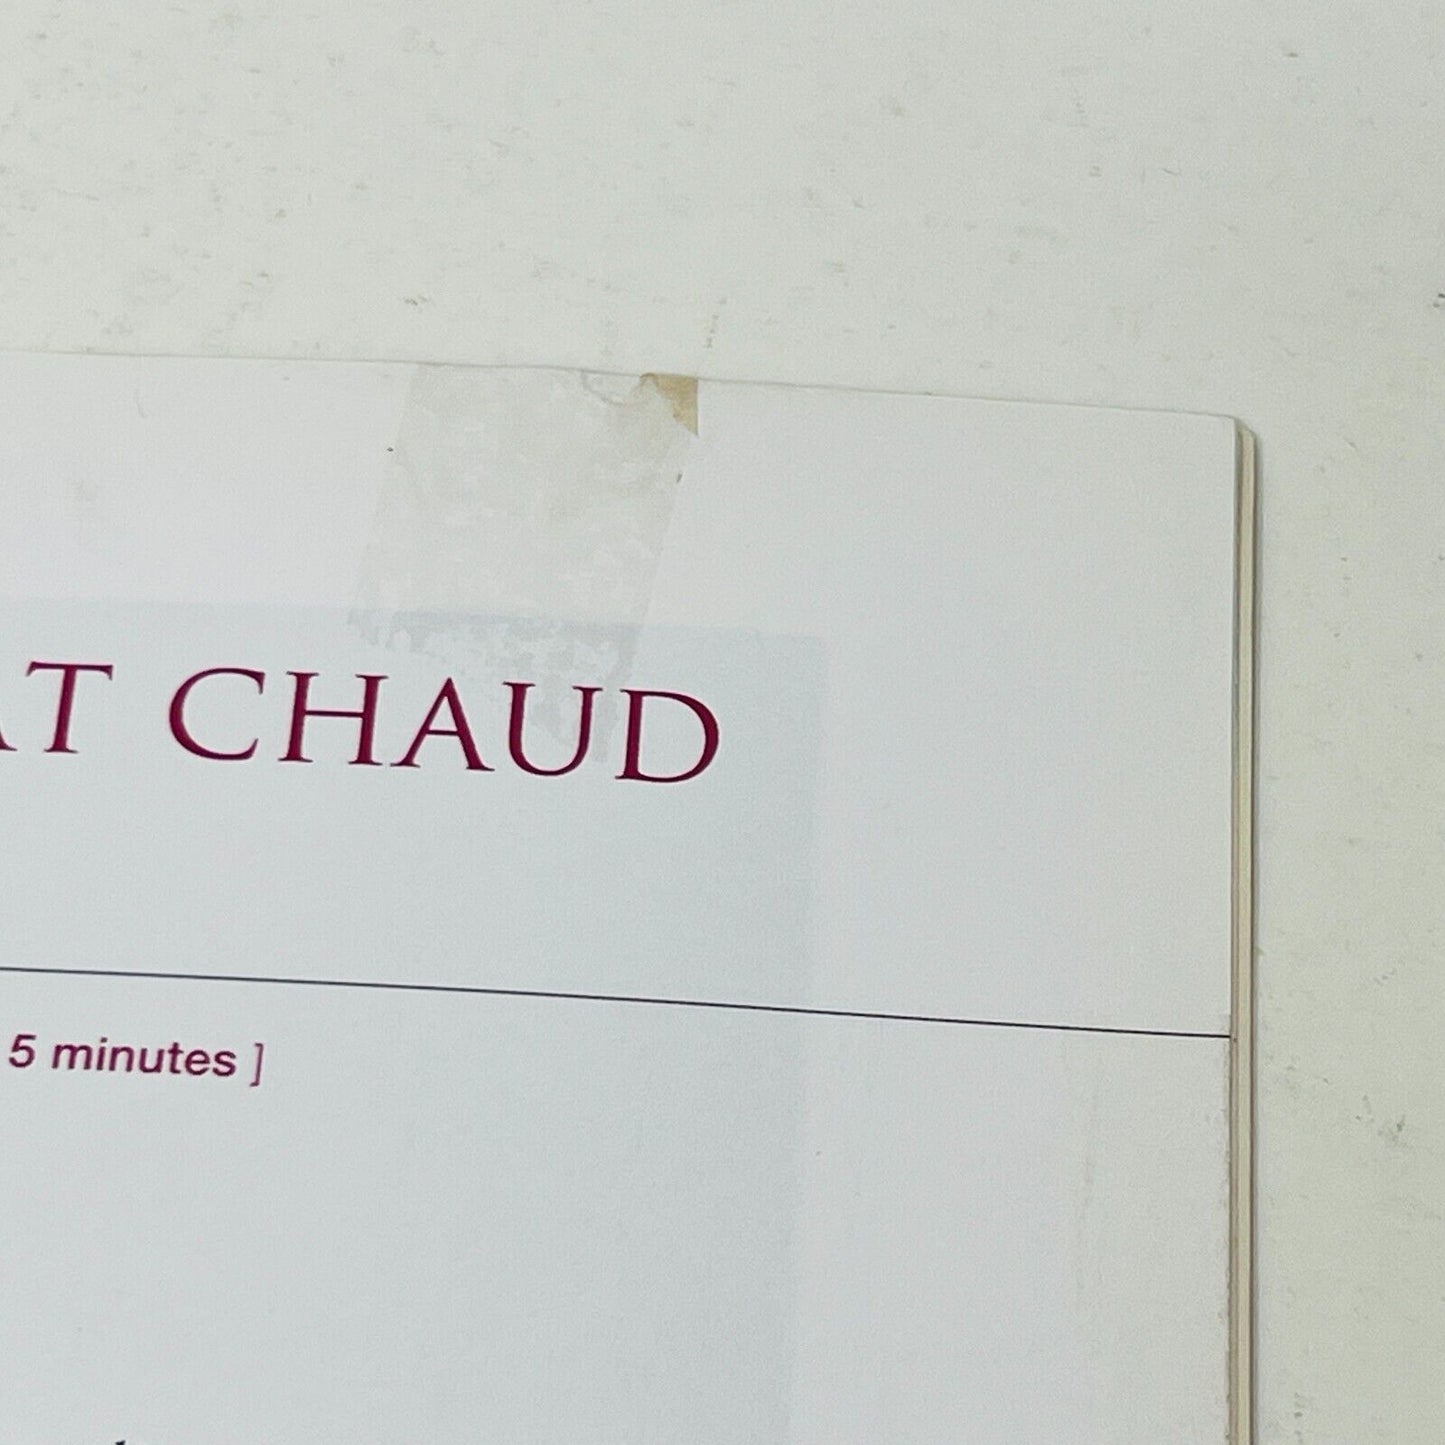 AT CHAUD
5 minutes ]